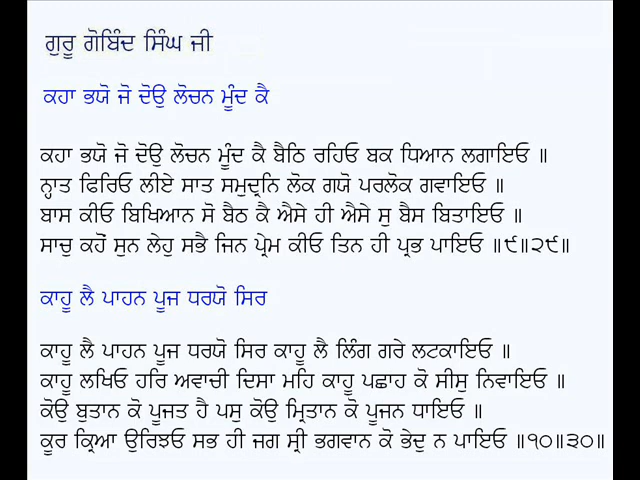 ਗੁਰੂ ਗੋਬਿੰਦ ਸਿੰਘ ਜੀ
ਕਹਾ ਭਯੋ ਜੋ ਦੋਉ ਲੋਚਨ ਮੂੰਦ ਕੈ
ਕਹਾ ਭਯੋ ਜੋ ਦੋਉ ਲੋਚਨ ਮੂੰਦ ਕੈ ਬੈਠਿ ਰਹਿਓ ਬਕ ਧਿਆਨ ਲਗਾਇਓ ॥
ਨ੍ਹਾਤ ਫਿਰਿਓ ਲੀਏ ਸਾਤ ਸਮੁਦ੍ਰਨਿ ਲੋਕ ਗਯੋ ਪਰਲੋਕ ਗਵਾਇਓ ॥
ਬਾਸ ਕੀਓ ਬਿਖਿਆਨ ਸੋ ਬੈਠ ਕੈ ਐਸੇ ਹੀ ਐਸੇ ਸੁ ਬੈਸ ਬਿਤਾਇਓ ॥
ਸਾਚੁ ਕਹੋਂ ਸੁਨ ਲੇਹੁ ਸਭੈ ਜਿਨ ਪ੍ਰੇਮ ਕੀਓ ਤਿਨ ਹੀ ਪ੍ਰਭ ਪਾਇਓ ॥੯॥੨੯॥
ਕਾਹੂ ਲੈ ਪਾਹਨ ਪੂਜ ਧਰਯੋ ਸਿਰ
ਕਾਹੂ ਲੈ ਪਾਹਨ ਪੂਜ ਧਰਯੋ ਸਿਰ ਕਾਹੂ ਲੈ ਲਿੰਗ ਗਰੇ ਲਟਕਾਇਓ ॥
ਕਾਹੂ ਲਖਿਓ ਹਰਿ ਅਵਾਚੀ ਦਿਸਾ ਮਹਿ ਕਾਹੂ ਪਛਾਹ ਕੋ ਸੀਸੁ ਨਿਵਾਇਓ ॥
ਕੋਉ ਬੁਤਾਨ ਕੋ ਪੂਜਤ ਹੈ ਪਸੁ ਕੋਉ ਮ੍ਰਿਤਾਨ ਕੋ ਪੂਜਨ ਧਾਇਓ ॥
ਕੂਰ ਕ੍ਰਿਆ ਉਰਿਝਓ ਸਭ ਹੀ ਜਗ ਸ੍ਰੀ ਭਗਵਾਨ ਕੋ ਭੇਦੁ ਨ ਪਾਇਓ ॥੧੦॥੩੦॥